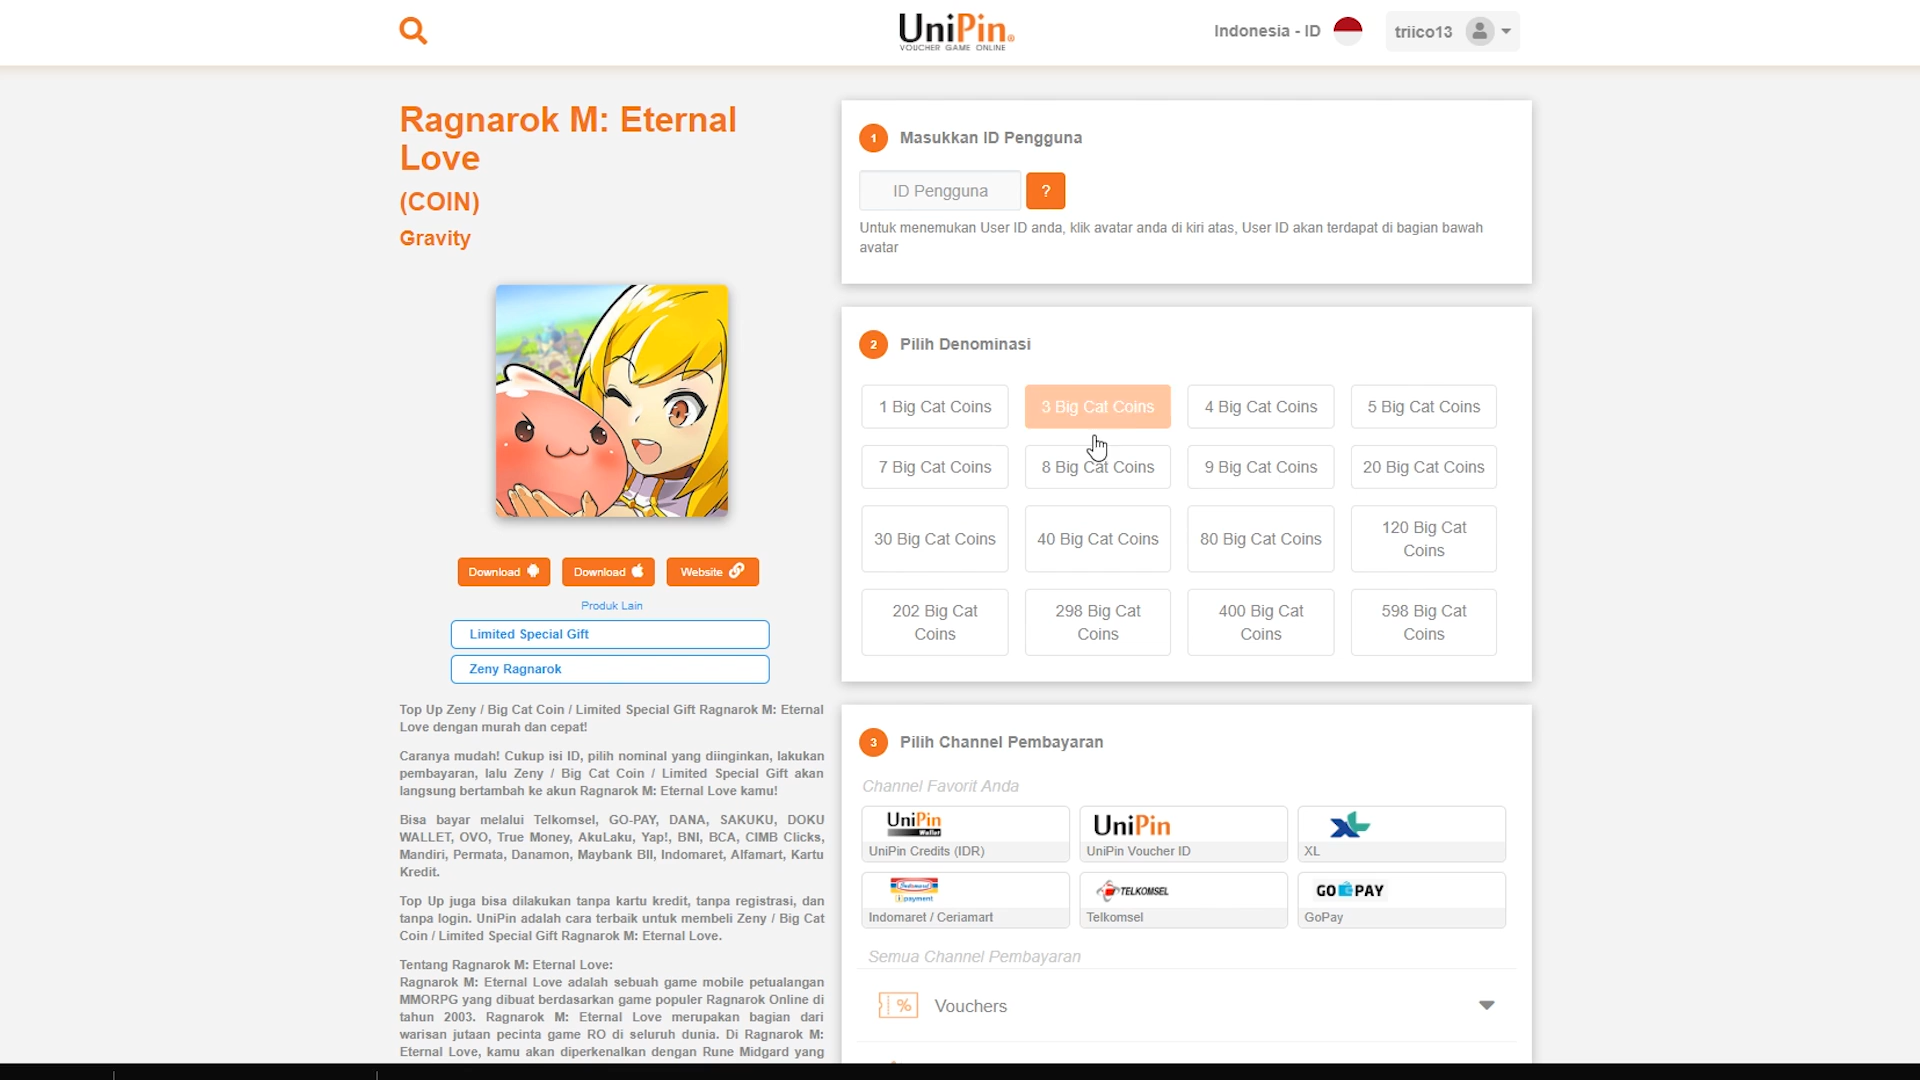 UniPin
VOUCHER GAME ONLINE
Indonesia - ID
triico13
Ragnarok M: Eternal
Love
(COIN)
Gravity
Download
Download
Website
Produk Lain
Limited Special Gift
Zeny Ragnarok
Top Up Zeny / Big Cat Coin / Limited Special Gift Ragnarok M: Eternal
Love dengan murah dan cepat!
Caranya mudah! Cukup isi ID, pilih nominal yang diinginkan, lakukan
pembayaran, lalu Zeny / Big Cat Coin / Limited Special Gift akan
langsung bertambah ke akun Ragnarok M: Eternal Love kamu!
Bisa bayar melalui Telkomsel, GO-PAY, DANA, SAKUKU, DOKU
WALLET, OVO, True Money, AkuLaku, Yap!, BNI, BCA, CIMB Clicks,
Mandiri, Permata, Danamon, Maybank BII, Indomaret, Alfamart, Kartu
Kredit.
Top Up juga bisa dilakukan tanpa kartu kredit, tanpa registrasi, dan
tanpa login. UniPin adalah cara terbaik untuk membeli Zeny / Big Cat
Coin / Limited Special Gift Ragnarok M: Eternal Love.
Tentang Ragnarok M: Eternal Love:
Ragnarok M: Eternal Love adalah sebuah game mobile petualangan
MMORPG yang dibuat berdasarkan game populer Ragnarok Online di
tahun 2003. Ragnarok M: Eternal Love merupakan bagian dari
warisan jutaan pecinta game RO di seluruh dunia. Di Ragnarok M:
Eternal Love, kamu akan diperkenalkan dengan Rune Midgard yang
1 Masukkan ID Pengguna
ID Pengguna
?
Untuk menemukan User ID anda, klik avatar anda di kiri atas, User ID akan terdapat di bagian bawah
avatar
2 Pilih Denominasi
1 Big Cat Coins
3 Big Cat Coins
4 Big Cat Coins
5 Big Cat Coins
7 Big Cat Coins
8 Big Cat Coins
9 Big Cat Coins
20 Big Cat Coins
30 Big Cat Coins
40 Big Cat Coins
80 Big Cat Coins
120 Big Cat
Coins
202 Big Cat
Coins
298 Big Cat
Coins
400 Big Cat
Coins
598 Big Cat
Coins
3 Pilih Channel Pembayaran
Channel Favorit Anda
UniPin
Wallet
UniPin Credits (IDR)
UniPin
UniPin Voucher ID
XL
Indomaret
i payment
Indomaret / Ceriamart
TELKOMSEL
Telkomsel
GO PAY
GoPay
Semua Channel Pembayaran
% Vouchers